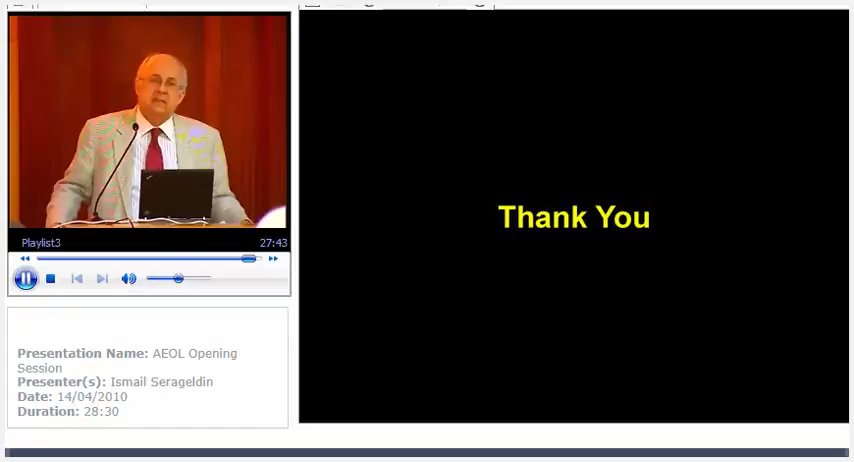 Playlist3 27:43
Thank You
Presentation Name: AEOL Opening
Session
Presenter(s): Ismail Serageldin
Date: 14/04/2010
Duration: 28:30